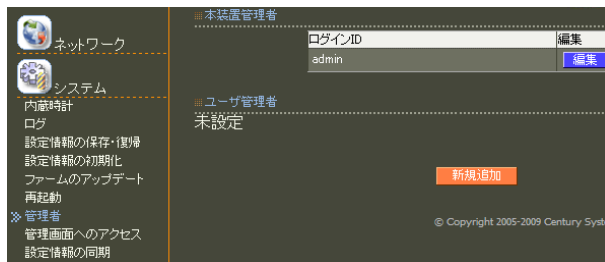 本装置管理者
ネットワーク
ログインID
編集
admin
編集
システム
内蔵時計
ユーザ管理者
ログ
未設定
設定情報の保存・復帰
設定情報の初期化
ファームのアップデート
新規追加
再起動
管理者
© Copyright 2005-2009 Century Syst
管理画面へのアクセス
設定情報の同期